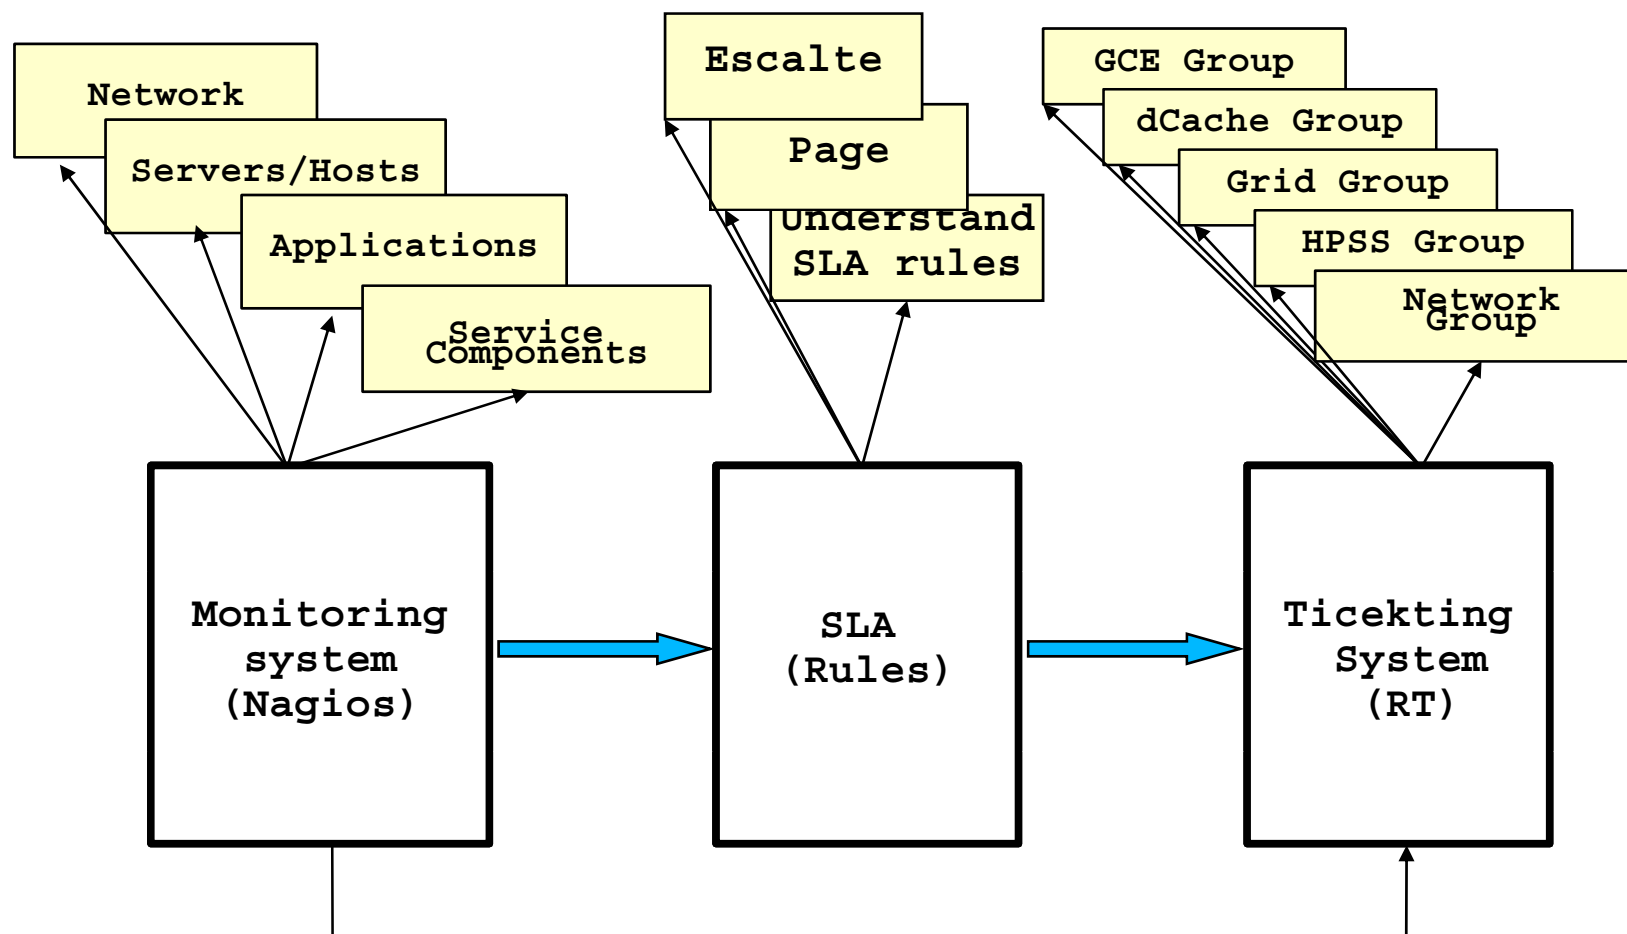 Network
Servers/Hosts
Applications
Service
Components
Escalte
Page
Understand
SLA rules
GCE Group
dCache Group
Grid Group
HPSS Group
Network
Group
Monitoring
system
(Nagios)
SLA
(Rules)
Ticekting
System
(RT)